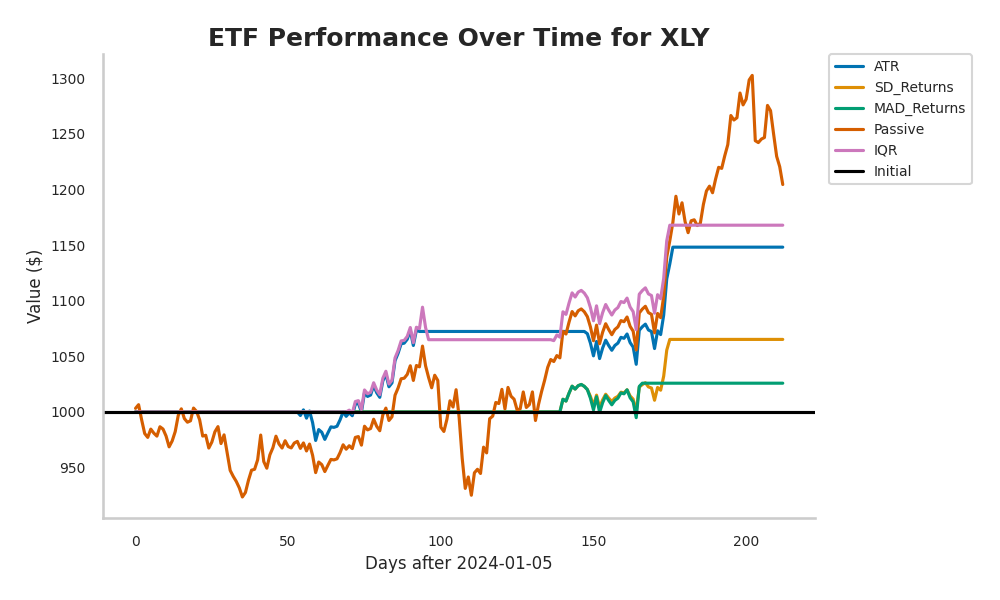 ETF Performance Over Time for XLY
ATR
SD_Returns
MAD_Returns
Passive
IQR
Initial
Value ($)
1300
1250
1200
1150
1100
1050
1000
950
0 50 100 150 200
Days after 2024-01-05